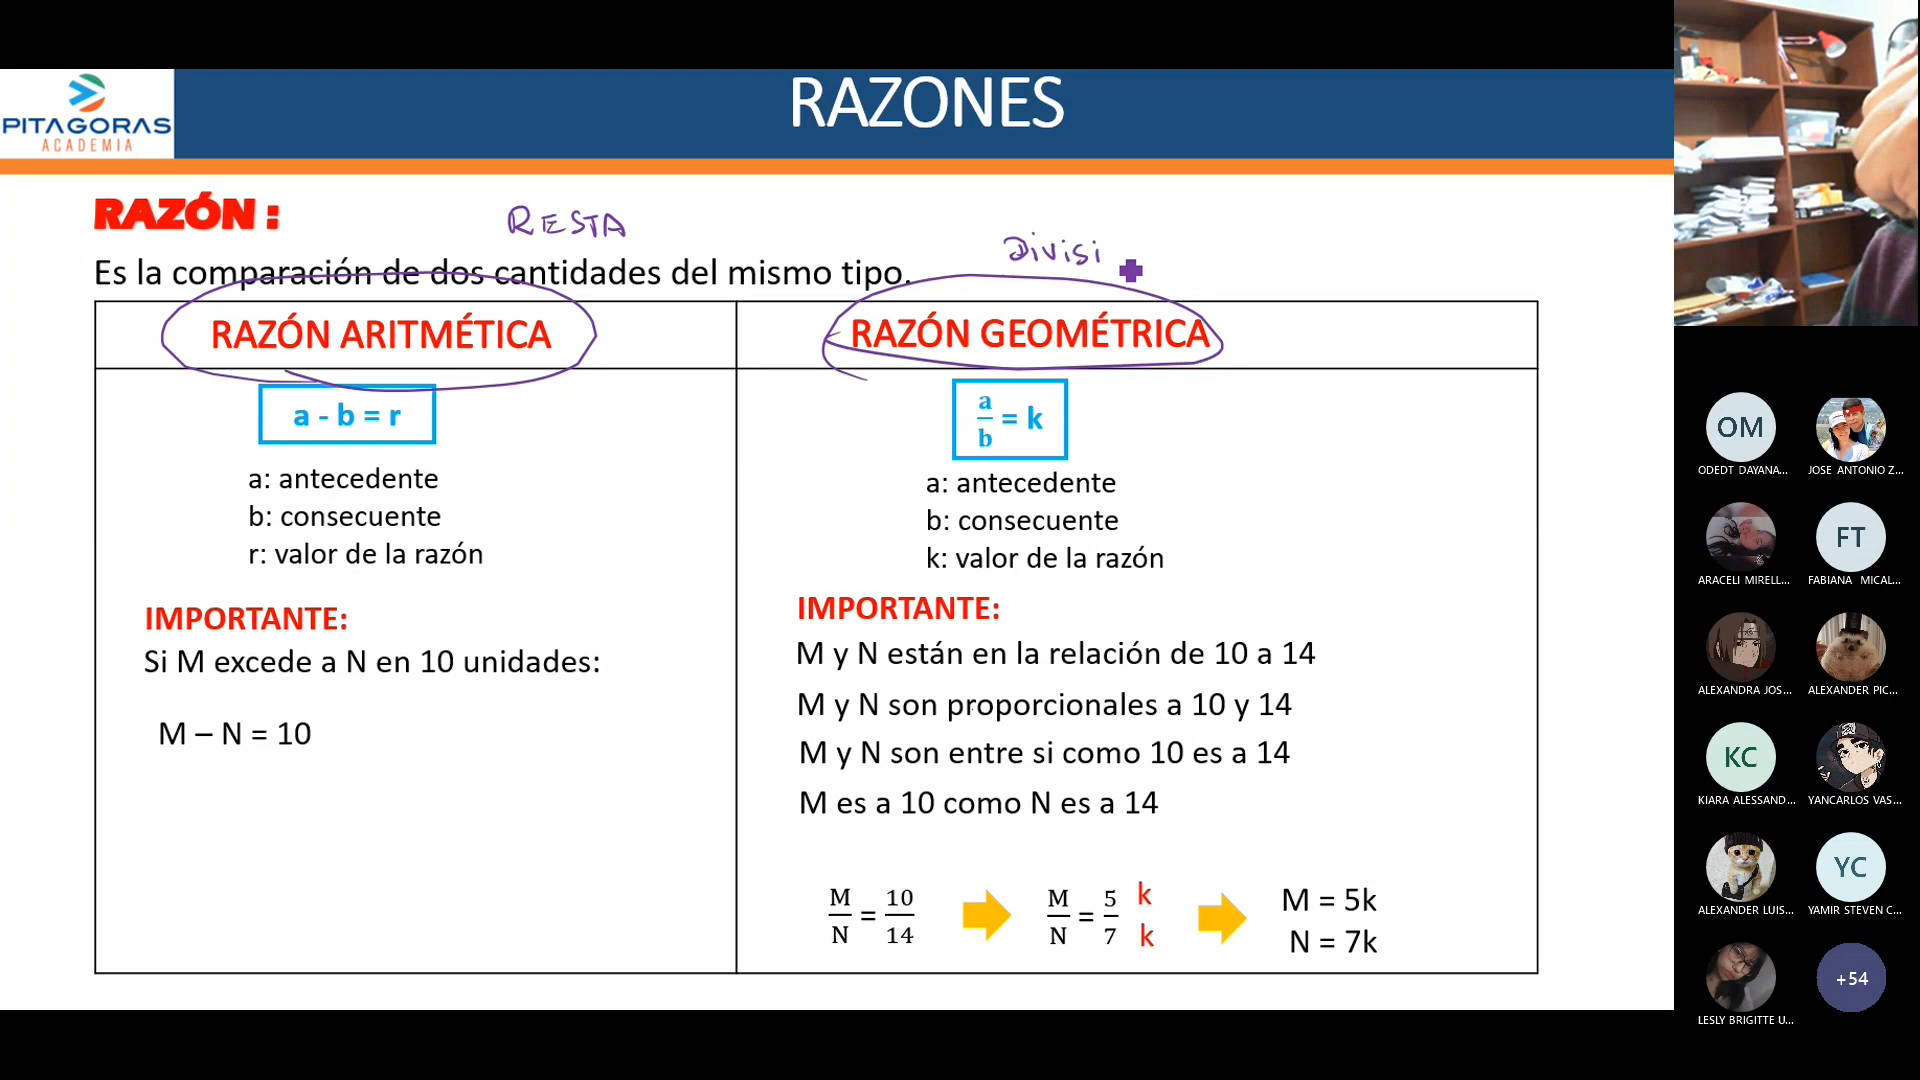 RAZONES
PITAGORAS
ACADEMIA
RAZÓN :
RESTA
Divisi
Es la comparación de dos cantidades del mismo tipo.
RAZÓN ARITMÉTICA
a - b = r
a: antecedente
b: consecuente
r: valor de la razón
IMPORTANTE:
Si M excede a N en 10 unidades:
M – N = 10
RAZÓN GEOMÉTRICA
a/b = k
a: antecedente
b: consecuente
k: valor de la razón
IMPORTANTE:
M y N están en la relación de 10 a 14
M y N son proporcionales a 10 y 14
M y N son entre si como 10 es a 14
M es a 10 como N es a 14
M/N = 10/14
M/N = 5/7 k k
M = 5k
N = 7k
OM
ODEDT DAYANA...
JOSE ANTONIO Z...
ARACELI MIRELL...
FT
FABIANA MICAL...
ALEXANDRA JOS...
ALEXANDER PIC...
KC
KIARA ALESSAND...
YANCARLOS VAS...
ALEXANDER LUIS...
YC
YAMIR STEVEN C...
LESLY BRIGITTE U...
+54